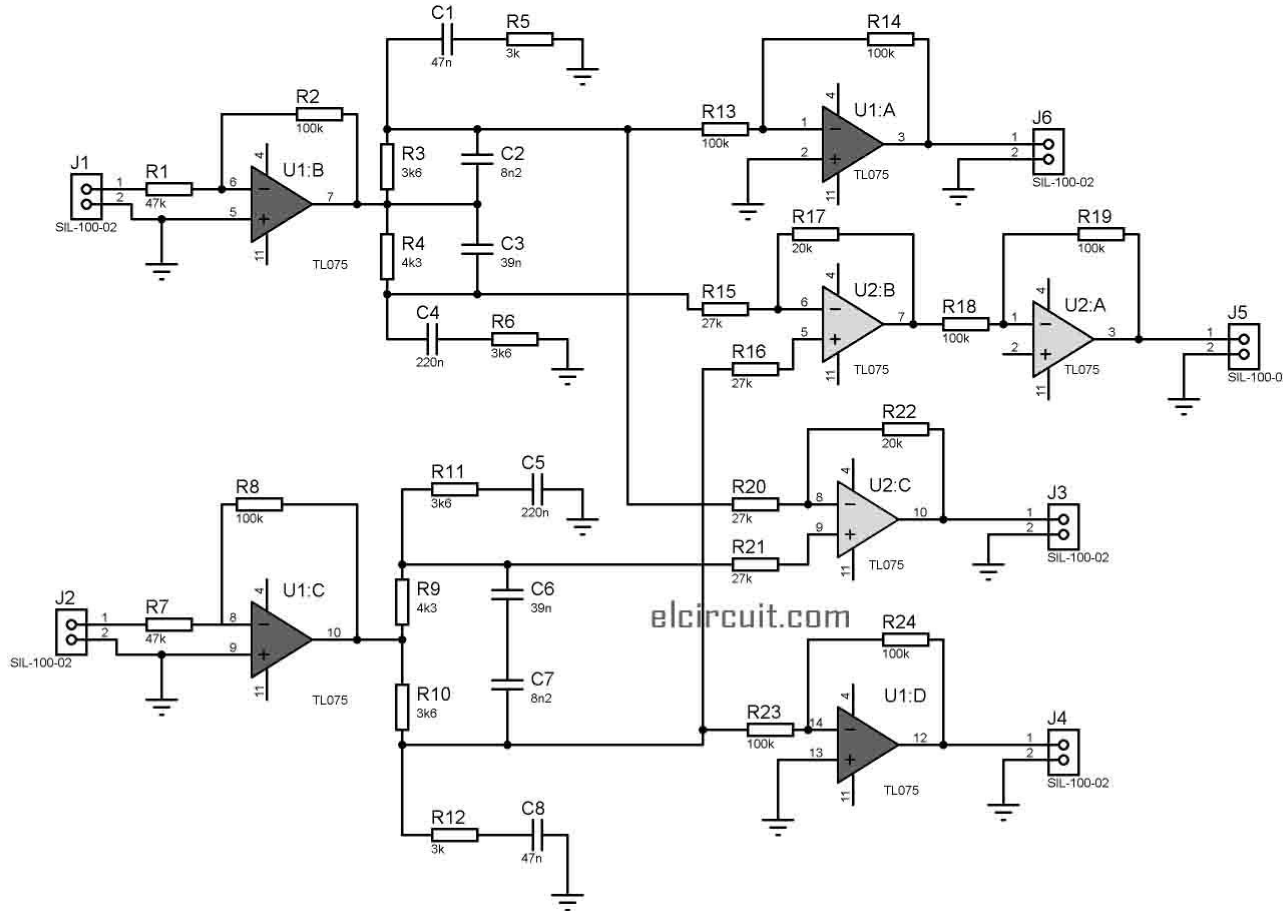 C1
47n
R5
3k
R14
100k
R2
100k
R13
100k
4
U1:A
1
2
3
11
TL075
J6
1
2
SIL-100-02
J1
1
2
SIL-100-02
R1
47k
4
U1:B
6
5
7
11
TL075
R3
3k6
C2
8n2
R4
4k3
C3
39n
R17
20k
R19
100k
R15
27k
4
U2:B
6
5
7
11
TL075
R18
100k
4
U2:A
1
2
3
11
TL075
J5
1
2
SIL-100-0
C4
220n
R6
3k6
R16
27k
R22
20k
R11
3k6
C5
220n
R8
100k
R20
27k
4
U2:C
8
9
10
11
TL075
J3
1
2
SIL-100-02
R21
27k
J2
1
2
SIL-100-02
R7
47k
4
U1:C
8
9
10
11
TL075
R9
4k3
C6
39n
elcircuit.com
R24
100k
R10
3k6
C7
8n2
R23
100k
4
U1:D
14
13
12
11
TL075
J4
1
2
SIL-100-02
R12
3k
C8
47n